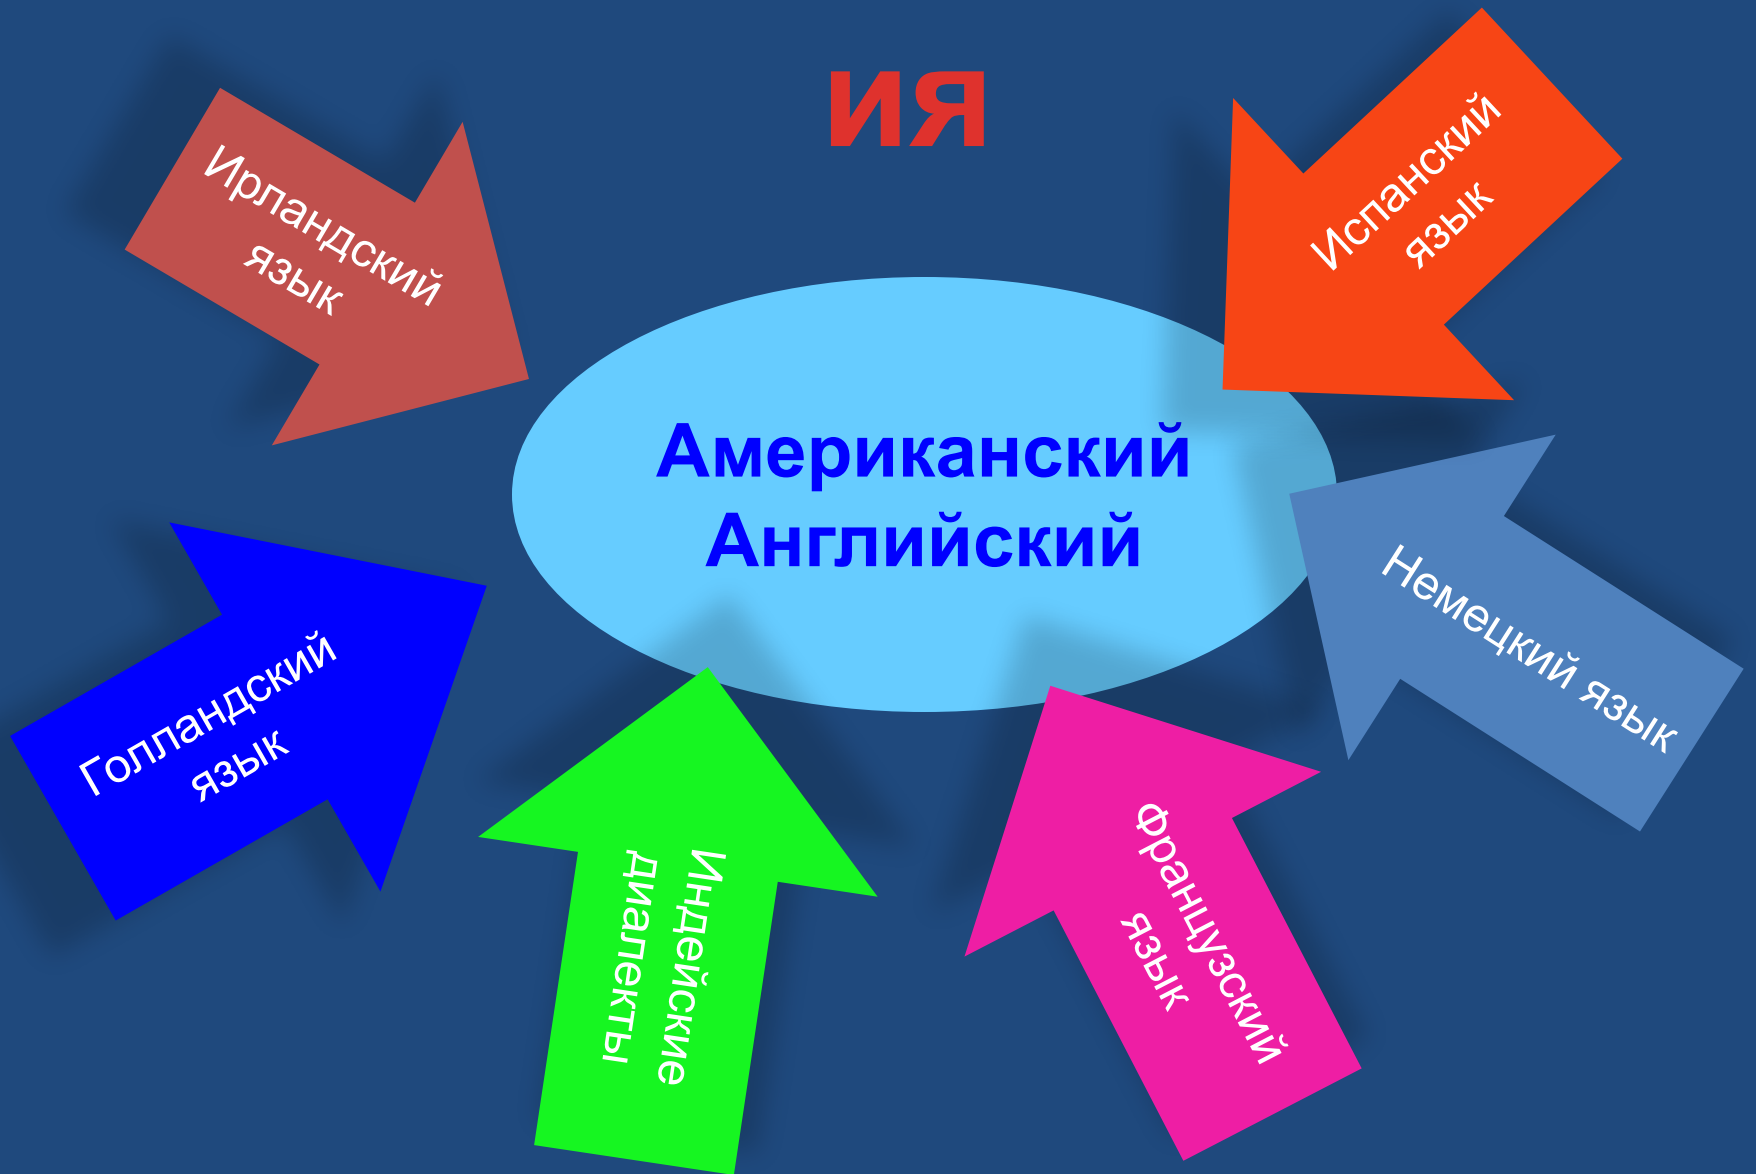 ИЯ
Ирландский
язык
Испанский
язык
Американский
Английский
Немецкий язык
Голландский
язык
Индейские
диалекты
Французский
язык